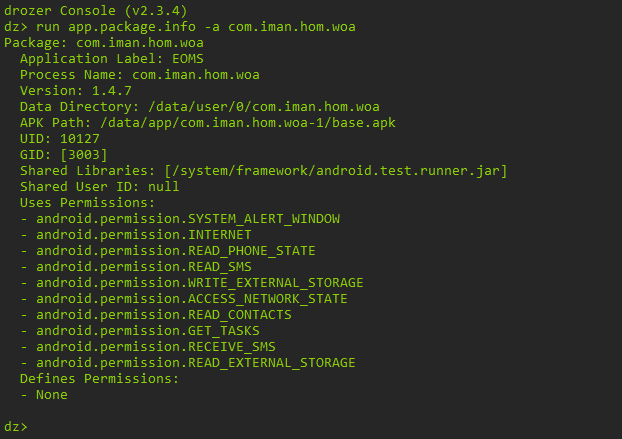 drozer Console (v2.3.4)
dz> run app.package.info -a com.iman.hom.woa
Package: com.iman.hom.woa
  Application Label: EOMS
  Process Name: com.iman.hom.woa
  Version: 1.4.7
  Data Directory: /data/user/0/com.iman.hom.woa
  APK Path: /data/app/com.iman.hom.woa-1/base.apk
  UID: 10127
  GID: [3003]
  Shared Libraries: [/system/framework/android.test.runner.jar]
  Shared User ID: null
  Uses Permissions:
  - android.permission.SYSTEM_ALERT_WINDOW
  - android.permission.INTERNET
  - android.permission.READ_PHONE_STATE
  - android.permission.READ_SMS
  - android.permission.WRITE_EXTERNAL_STORAGE
  - android.permission.ACCESS_NETWORK_STATE
  - android.permission.READ_CONTACTS
  - android.permission.GET_TASKS
  - android.permission.RECEIVE_SMS
  - android.permission.READ_EXTERNAL_STORAGE
  Defines Permissions:
  - None
dz>